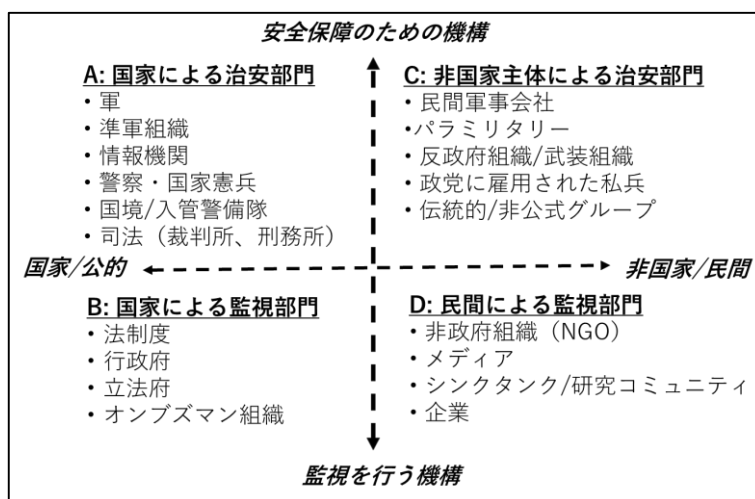 安全保障のための機構
A: 国家による治安部門
・軍
・準軍組織
・情報機関
・警察・国家憲兵
・国境/入管警備隊
・司法（裁判所、刑務所）
C: 非国家主体による治安部門
・民間軍事会社
・パラミリタリー
・反政府組織/武装組織
・政党に雇用された私兵
・伝統的/非公式グループ
国家/公的
非国家/民間
B: 国家による監視部門
・法制度
・行政府
・立法府
・オンブズマン組織
D: 民間による監視部門
・非政府組織（NGO）
・メディア
・シンクタンク/研究コミュニティ
・企業
監視を行う機構